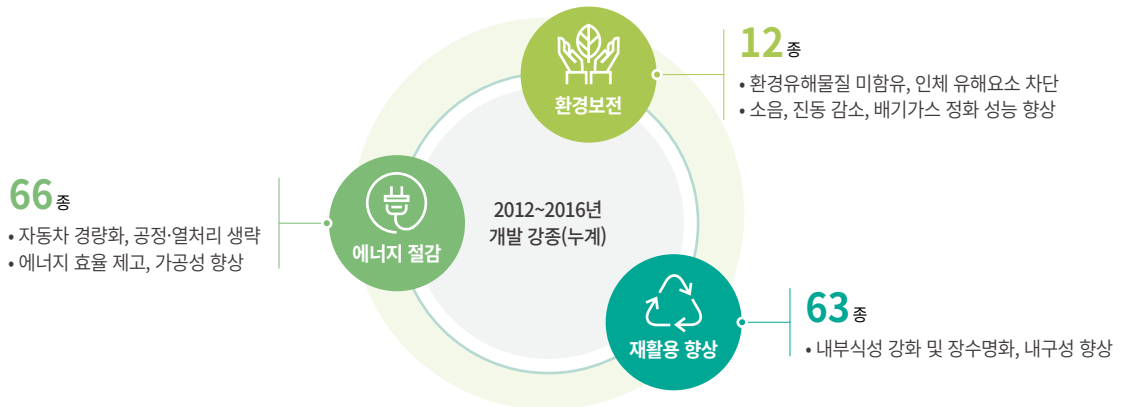 환경보전
12종
• 환경유해물질 미함유, 인체 유해요소 차단
• 소음, 진동 감소, 배기가스 정화 성능 향상
66종
• 자동차 경량화, 공정·열처리 생략
• 에너지 효율 제고, 가공성 향상
에너지 절감
2012~2016년
개발 강종(누계)
재활용 향상
63종
• 내부식성 강화 및 장수명화, 내구성 향상